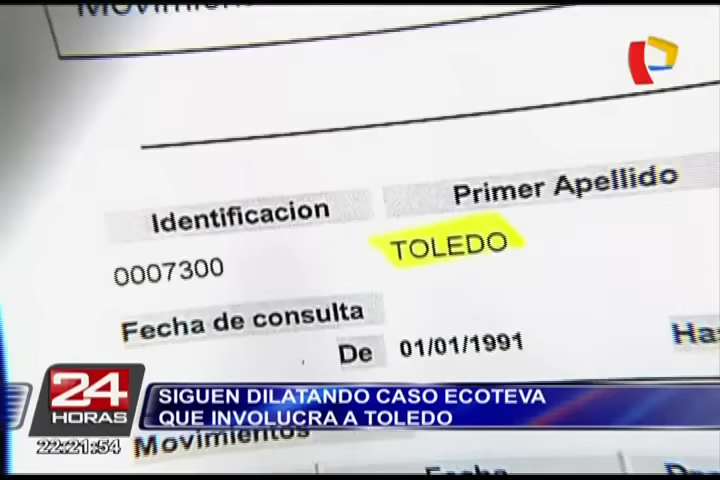 Primer Apellido
Identificacion
TOLEDO
0007300
Fecha de consulta
De 01/01/1991
24
HORAS
SIGUEN DILATANDO CASO ECOTEVA
QUE INVOLUCRA A TOLEDO
22:21:54
Movimientos
Fecha